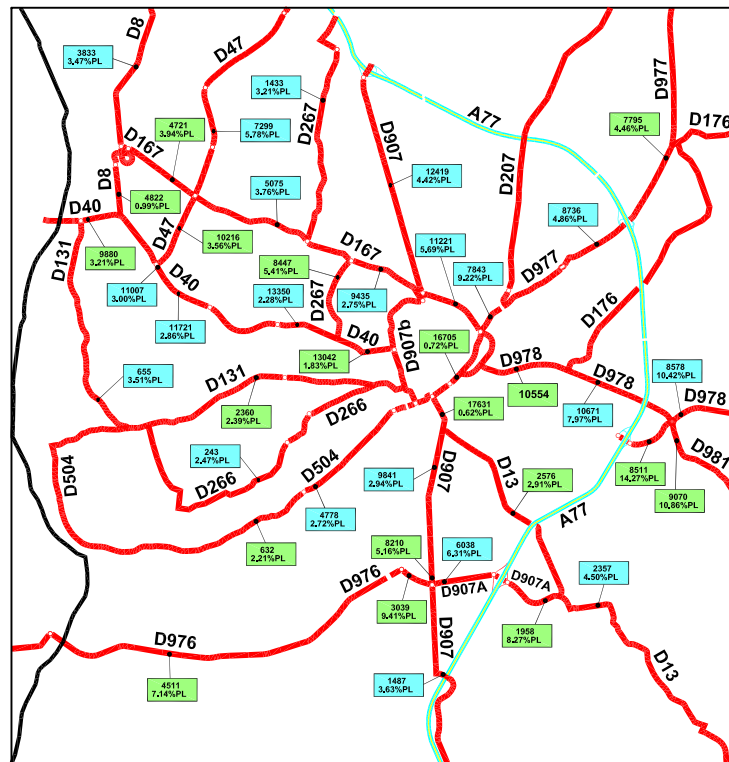 D8
D47
D977
3833
3.47%PL
1433
3.21%PL
D267
A77
D176
4721
3.94%PL
7299
5.78%PL
7795
4.46%PL
D167
D907
D207
12419
4.42%PL
D8
4822
0.99%PL
5075
3.76%PL
D40
D47
10216
3.56%PL
8736
4.86%PL
9880
3.21%PL
D131
8447
5.41%PL
D167
11221
5.69%PL
7843
9.22%PL
D977
11007
3.00%PL
D40
13350
2.28%PL
D267
9435
2.75%PL
D176
11721
2.86%PL
D40
D907b
16705
0.72%PL
13042
1.83%PL
D978
8578
10.42%PL
655
3.51%PL
D131
D978
D978
10554
10671
7.97%PL
2360
2.39%PL
D266
17631
0.62%PL
D504
243
2.47%PL
D504
D266
9841
2.94%PL
D907
D13
8511
14.27%PL
D981
4778
2.72%PL
2576
2.91%PL
9070
10.86%PL
A77
632
2.21%PL
8210
5.16%PL
6038
6.31%PL
D976
D907A
D907A
2357
4.50%PL
3039
9.41%PL
D907
1958
8.27%PL
D976
D13
4511
7.14%PL
1487
3.63%PL